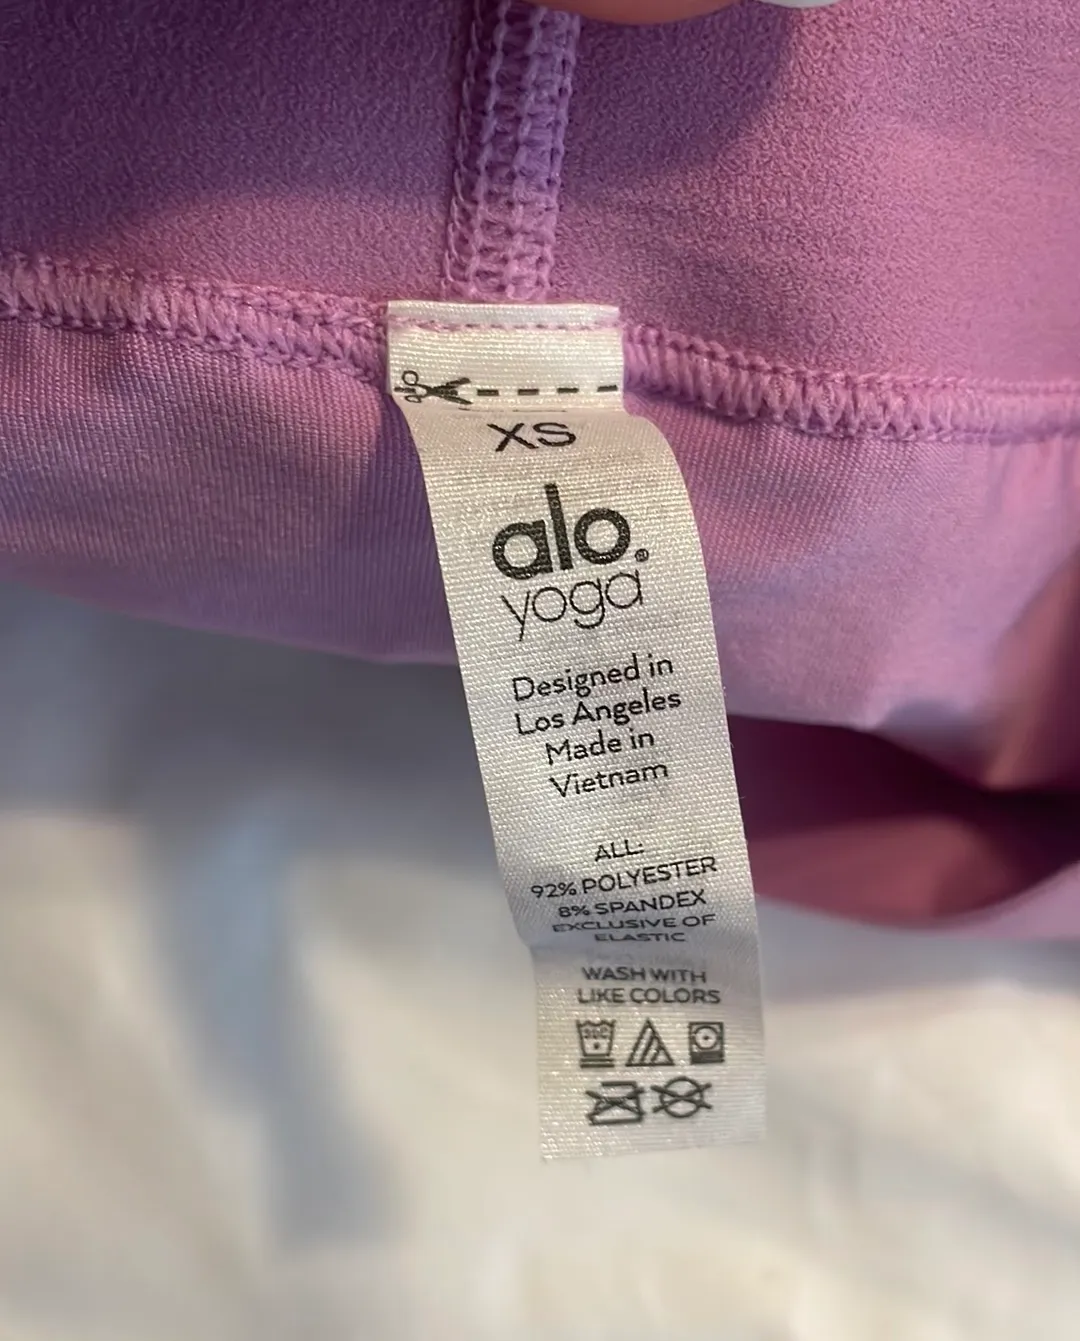 XS
alo.®
yoga
Designed in
Los Angeles
Made in
Vietnam
ALL:
92% POLYESTER
8% SPANDEX
EXCLUSIVE OF
ELASTIC
WASH WITH
LIKE COLORS